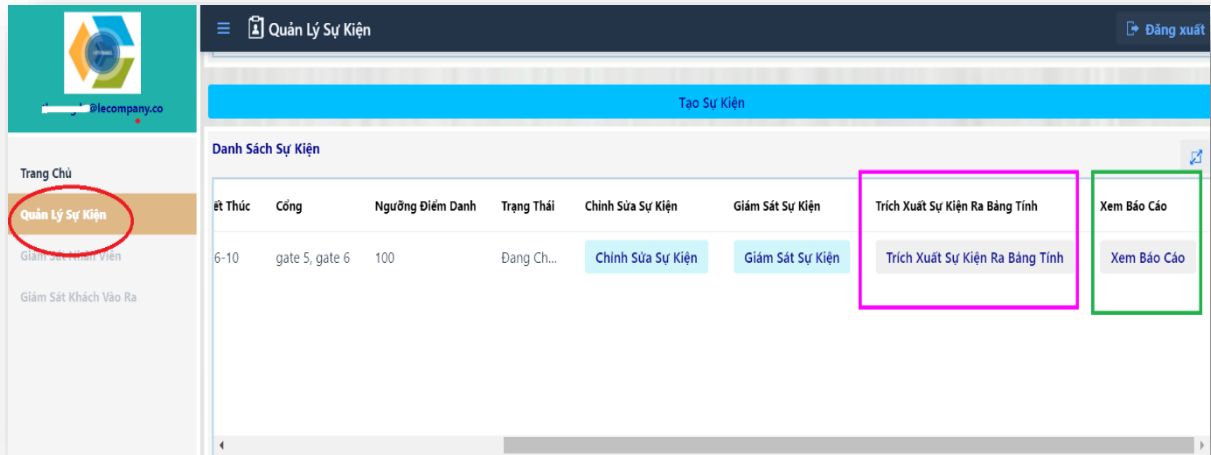 Quản Lý Sự Kiện
Đăng xuất
@lecompany.co
Tạo Sự Kiện
Danh Sách Sự Kiện
Trang Chủ
Quản Lý Sự Kiện
Giám Sát Nhân Viên
Giám Sát Khách Vào Ra
ết Thúc Cổng Ngưỡng Điểm Danh Trạng Thái Chỉnh Sửa Sự Kiện Giám Sát Sự Kiện Trích Xuất Sự Kiện Ra Bảng Tính Xem Báo Cáo
6-10 gate 5, gate 6 100 Đang Ch... Chỉnh Sửa Sự Kiện Giám Sát Sự Kiện Trích Xuất Sự Kiện Ra Bảng Tính Xem Báo Cáo